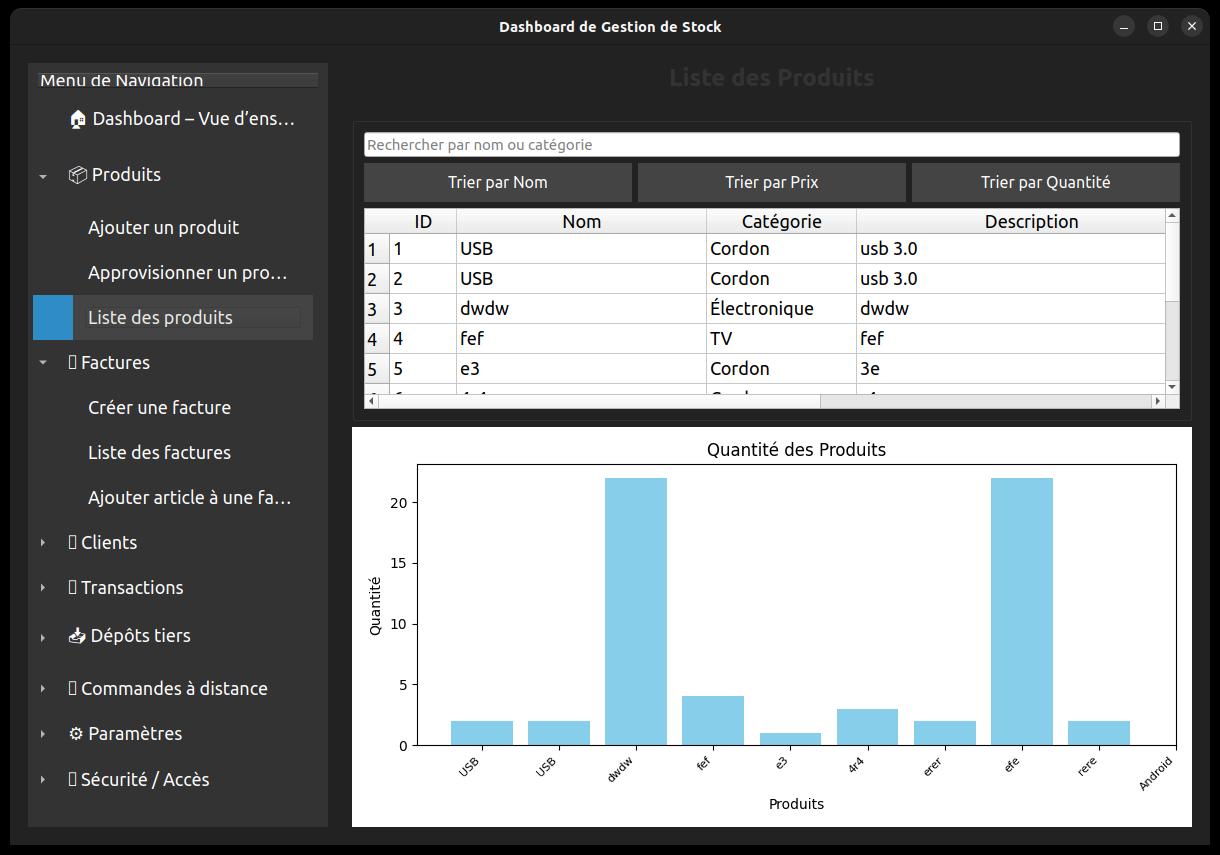 Dashboard de Gestion de Stock
Menu de Navigation
Dashboard – Vue d’ens…
Produits
Ajouter un produit
Approvisionner un pro…
Liste des produits
Factures
Créer une facture
Liste des factures
Ajouter article à une fa…
Clients
Transactions
Dépôts tiers
Commandes à distance
Paramètres
Sécurité / Accès
Liste des Produits
Rechercher par nom ou catégorie
Trier par Nom Trier par Prix Trier par Quantité
ID Nom Catégorie Description
1 1 USB Cordon usb 3.0
2 2 USB Cordon usb 3.0
3 3 dwdw Électronique dwdw
4 4 fef TV fef
5 5 e3 Cordon 3e
Quantité des Produits
Quantité
20
15
10
5
0
USB USB dwdw fef e3 4r4 erer efe rere Android
Produits